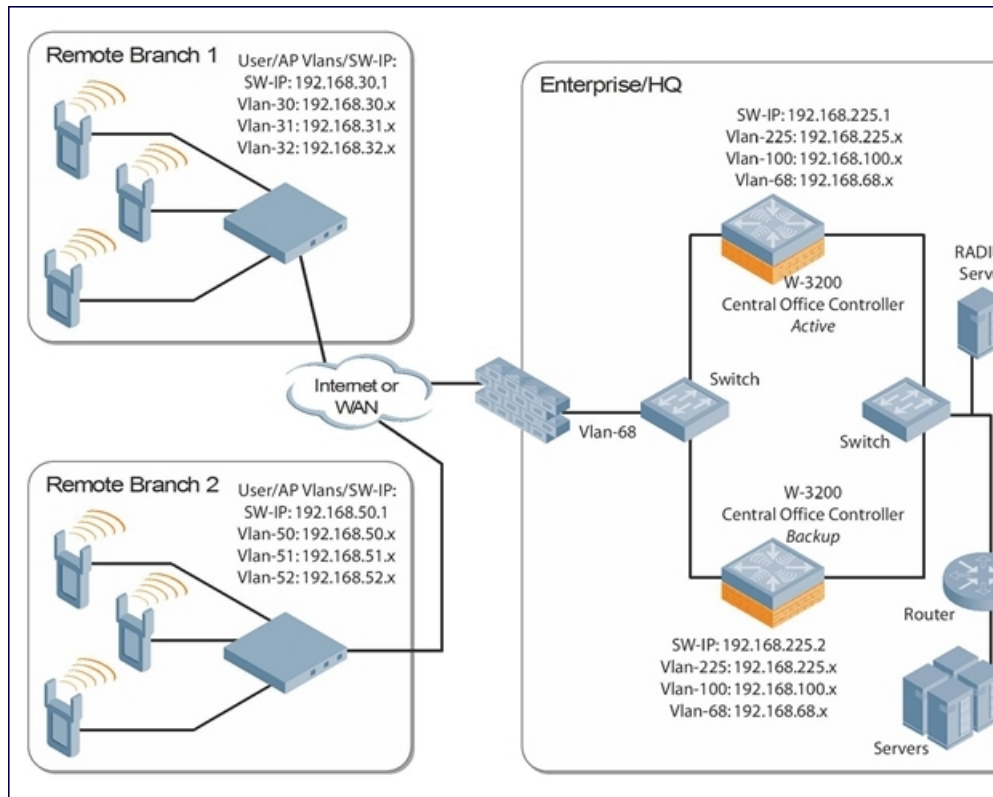 Remote Branch 1
User/AP Vlans/SW-IP:
SW-IP: 192.168.30.1
Vlan-30: 192.168.30.x
Vlan-31: 192.168.31.x
Vlan-32: 192.168.32.x
Enterprise/HQ
SW-IP: 192.168.225.1
Vlan-225: 192.168.225.x
Vlan-100: 192.168.100.x
Vlan-68: 192.168.68.x
W-3200
Central Office Controller
Active
Internet or
WAN
Vlan-68
Switch
Switch
Remote Branch 2
User/AP Vlans/SW-IP:
SW-IP: 192.168.50.1
Vlan-50: 192.168.50.x
Vlan-51: 192.168.51.x
Vlan-52: 192.168.52.x
W-3200
Central Office Controller
Backup
SW-IP: 192.168.225.2
Vlan-225: 192.168.225.x
Vlan-100: 192.168.100.x
Vlan-68: 192.168.68.x
Router
Servers